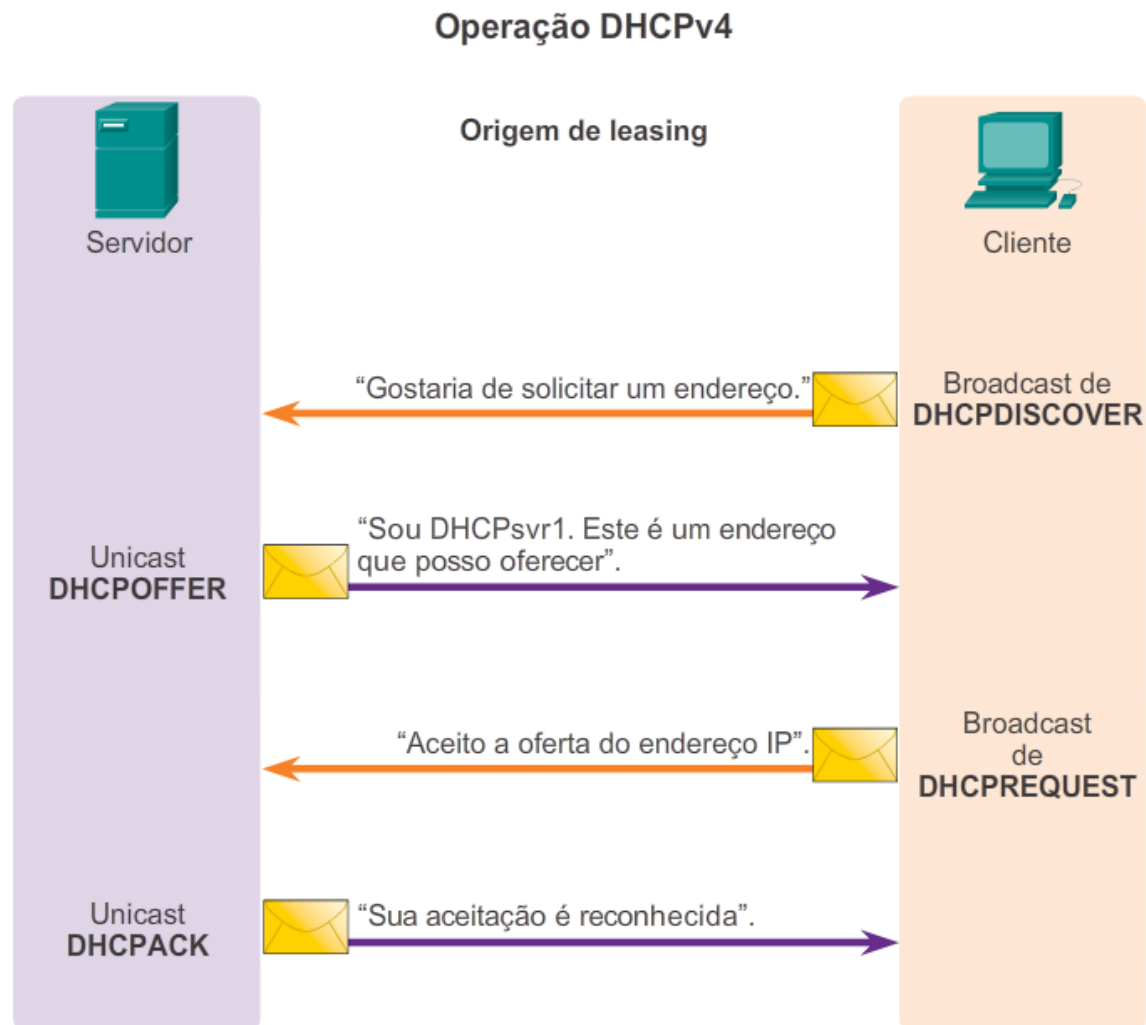 Operação DHCPv4
Origem de leasing
Servidor
Cliente
“Gostaria de solicitar um endereço.”
Broadcast de
DHCPDISCOVER
Unicast
DHCPOFFER
“Sou DHCPsvr1. Este é um endereço
que posso oferecer”.
“Aceito a oferta do endereço IP”.
Broadcast
de
DHCPREQUEST
Unicast
DHCPACK
“Sua aceitação é reconhecida”.